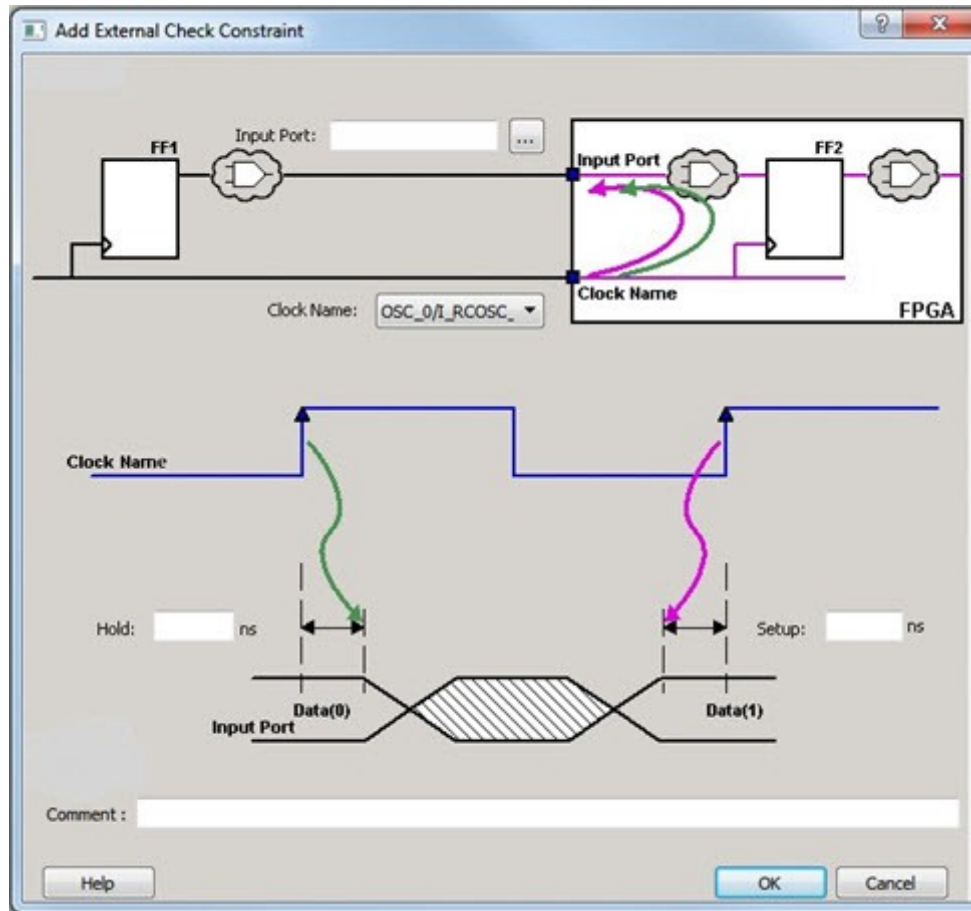 Add External Check Constraint
?
Input Port:
...
FF1
Input Port
FF2
Clock Name
FPGA
Clock Name:
OSC_0/I_RCOSC_
Clock Name
Hold:
ns
Setup:
ns
Data(0)
Data(1)
Input Port
Comment :
Help
OK
Cancel